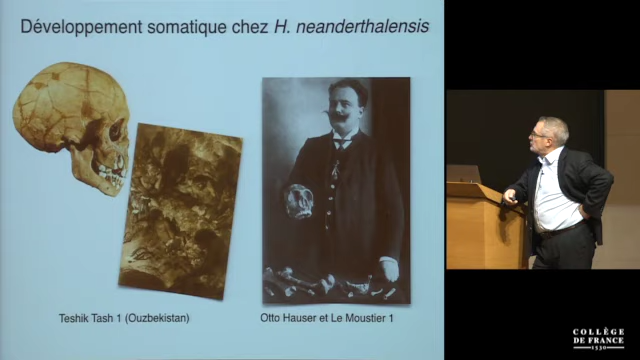 Développement somatique chez H. neanderthalensis
Teshik Tash 1 (Ouzbekistan)
Otto Hauser et Le Moustier 1
COLLÈGE
DE FRANCE
1530